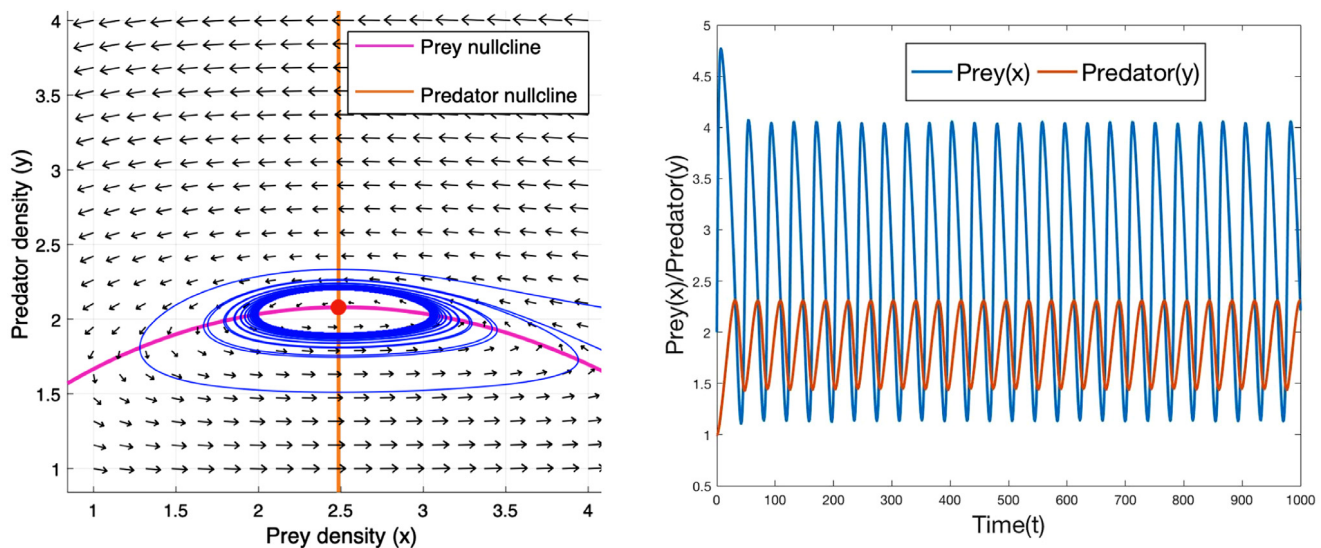 4
3.5
3
2.5
2
1.5
1
Predator density (y)
Prey nullcline
Predator nullcline
1 1.5 2 2.5 3 3.5 4
Prey density (x)
5
4.5
4
3.5
3
2.5
2
1.5
1
0.5
Prey(x)/Predator(y)
Prey(x) Predator(y)
0 100 200 300 400 500 600 700 800 900 1000
Time(t)